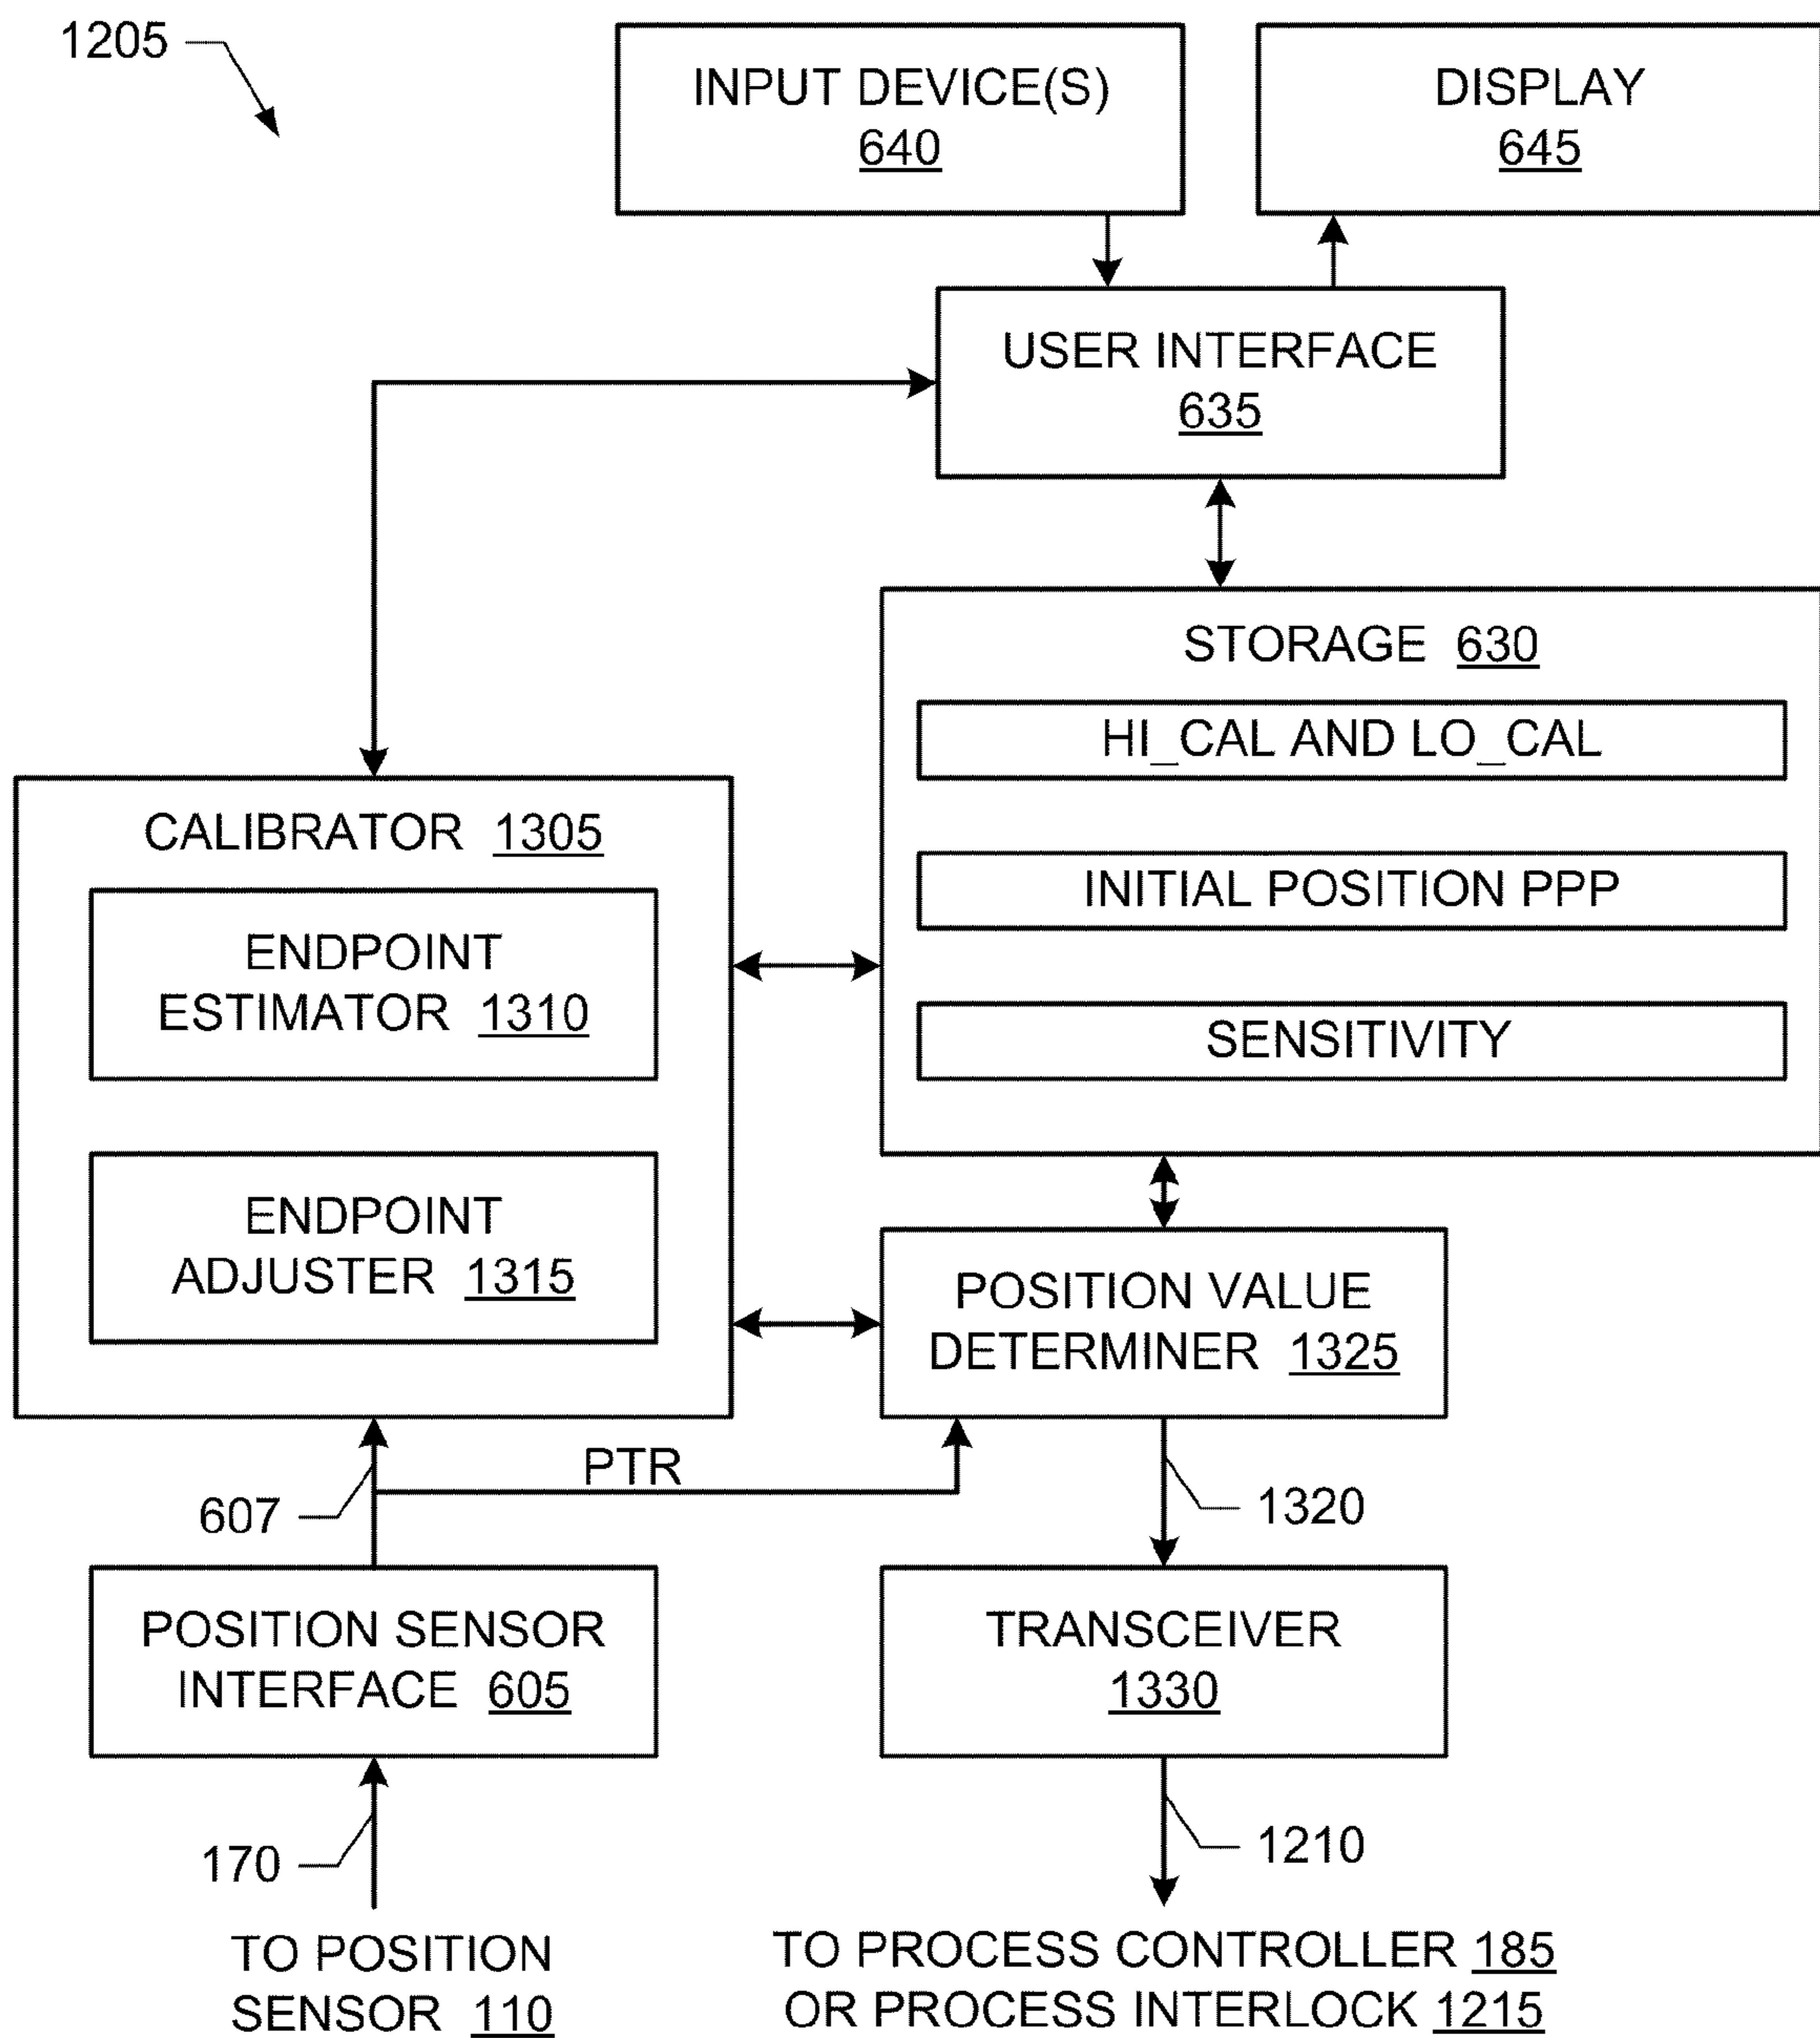 1205
INPUT DEVICE(S)
640
DISPLAY
645
USER INTERFACE
635
STORAGE 630
HI_CAL AND LO_CAL
INITIAL POSITION PPP
SENSITIVITY
CALIBRATOR 1305
ENDPOINT
ESTIMATOR 1310
ENDPOINT
ADJUSTER 1315
POSITION VALUE
DETERMINER 1325
PTR
607
1320
POSITION SENSOR
INTERFACE 605
TRANSCEIVER
1330
170
1210
TO POSITION
SENSOR 110
TO PROCESS CONTROLLER 185
OR PROCESS INTERLOCK 1215